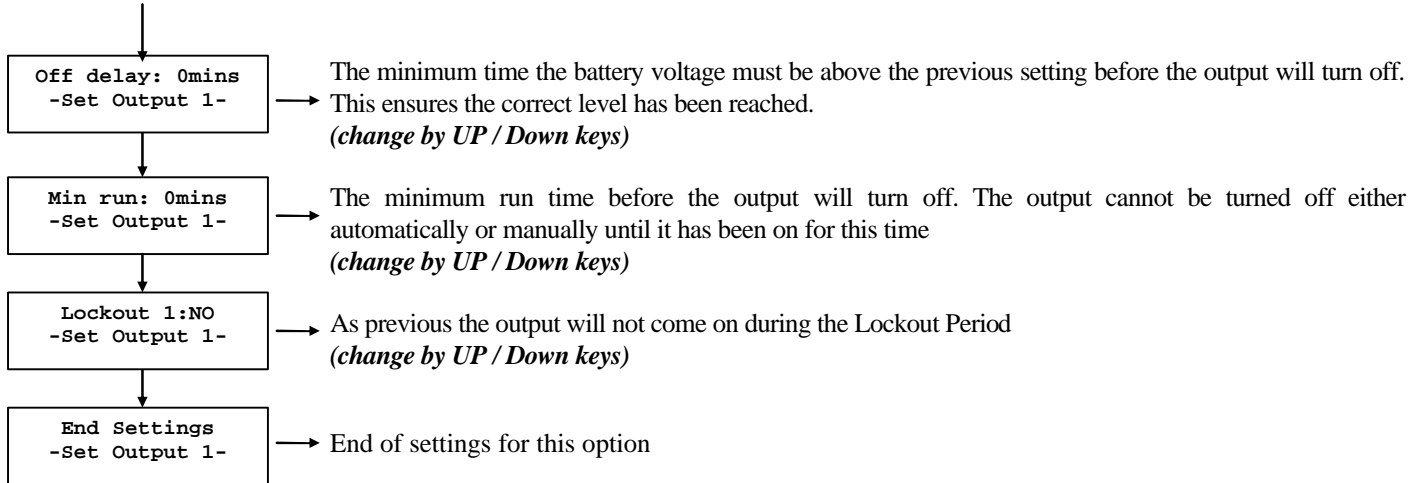 Off delay: 0mins
-Set Output 1-
The minimum time the battery voltage must be above the previous setting before the output will turn off.
This ensures the correct level has been reached.
(change by UP / Down keys)
Min run: 0mins
-Set Output 1-
The minimum run time before the output will turn off. The output cannot be turned off either
automatically or manually until it has been on for this time
(change by UP / Down keys)
Lockout 1:NO
-Set Output 1-
As previous the output will not come on during the Lockout Period
(change by UP / Down keys)
End Settings
-Set Output 1-
End of settings for this option